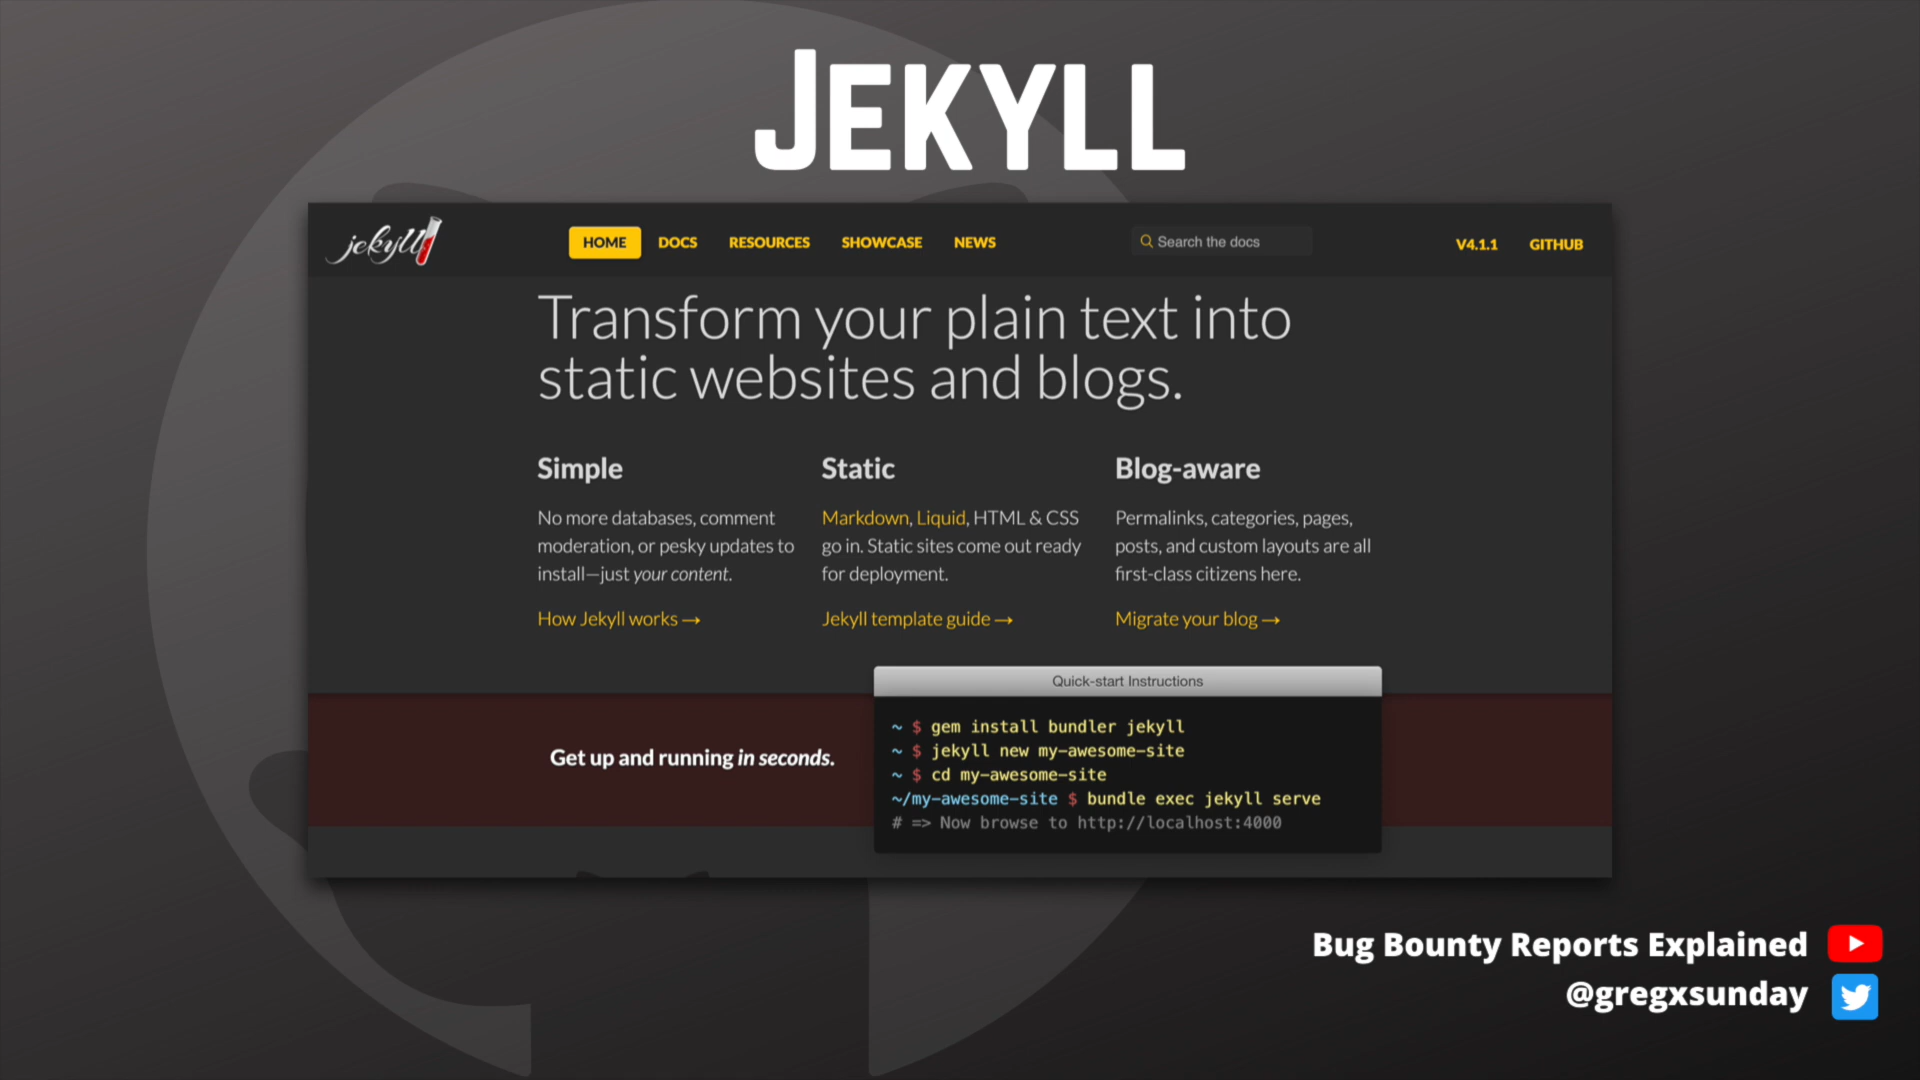 JEKYLL
jekyll
HOME DOCS RESOURCES SHOWCASE NEWS Search the docs V4.1.1 GITHUB
Transform your plain text into
static websites and blogs.
Simple
No more databases, comment
moderation, or pesky updates to
install—just your content.
How Jekyll works →
Static
Markdown, Liquid, HTML & CSS
go in. Static sites come out ready
for deployment.
Jekyll template guide →
Blog-aware
Permalinks, categories, pages,
posts, and custom layouts are all
first-class citizens here.
Migrate your blog →
Get up and running in seconds.
Quick-start Instructions
~ $ gem install bundler jekyll
~ $ jekyll new my-awesome-site
~ $ cd my-awesome-site
~/my-awesome-site $ bundle exec jekyll serve
# => Now browse to http://localhost:4000
Bug Bounty Reports Explained
@gregxsunday